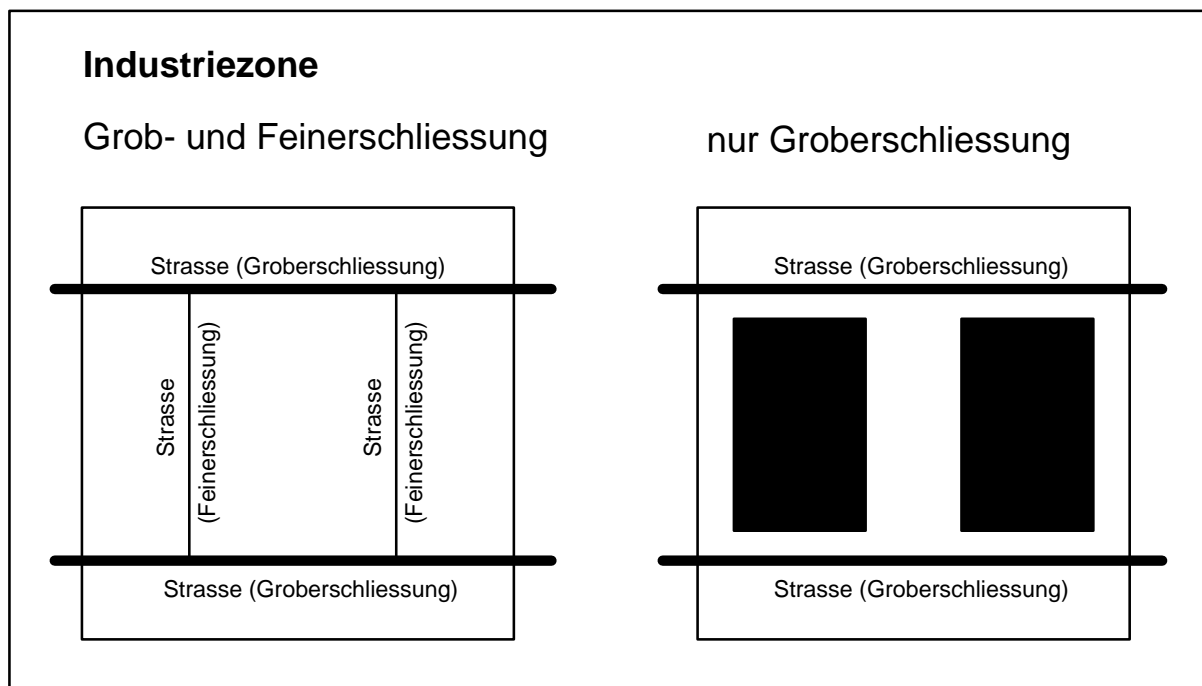 Industriezone
Grob- und Feinerschliessung
nur Groberschliessung
Strasse (Groberschliessung)
Strasse
(Feinerschliessung)
Strasse
(Feinerschliessung)
Strasse (Groberschliessung)
Strasse (Groberschliessung)
Strasse (Groberschliessung)